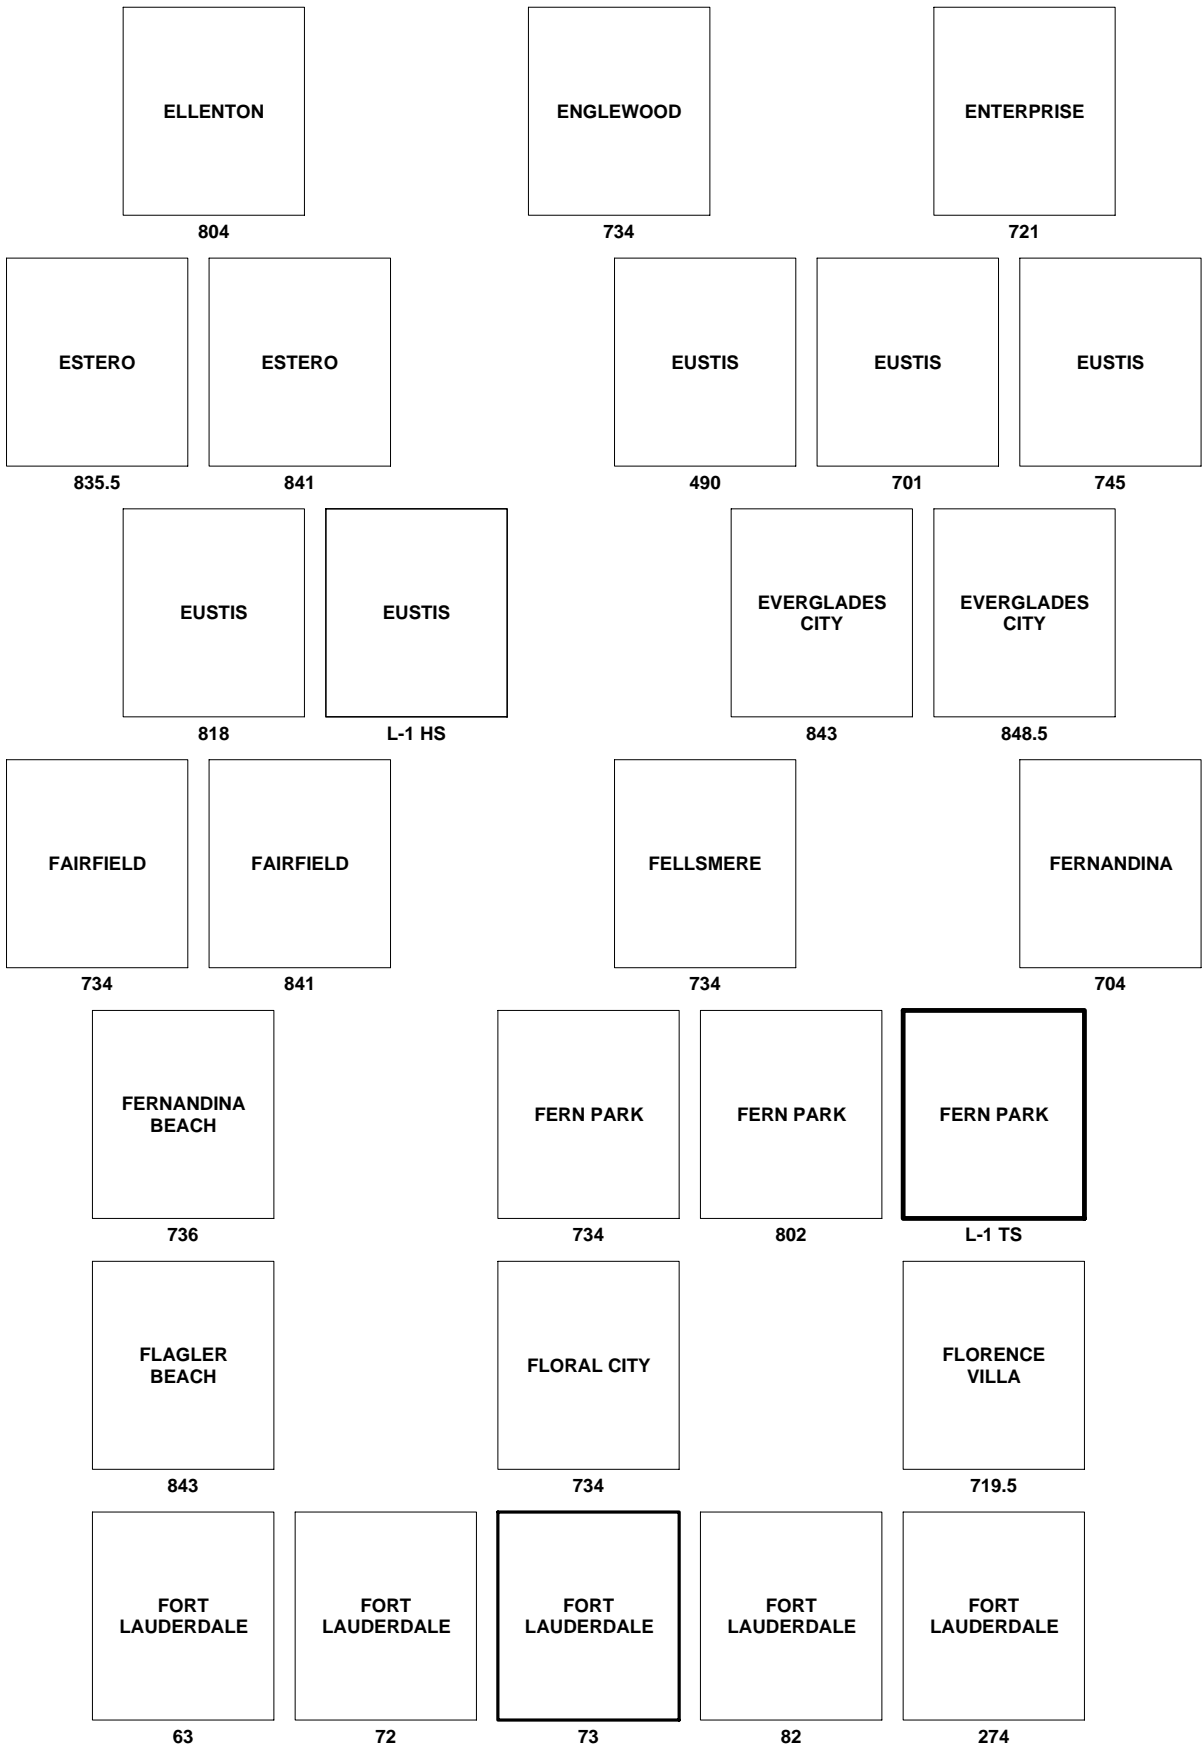 ELLENTON
804
ENGLEWOOD
734
ENTERPRISE
721
ESTERO
835.5
ESTERO
841
EUSTIS
490
EUSTIS
701
EUSTIS
745
EUSTIS
818
EUSTIS
L-1 HS
EVERGLADES
CITY
843
EVERGLADES
CITY
848.5
FAIRFIELD
734
FAIRFIELD
841
FELLSMERE
734
FERNANDINA
704
FERNANDINA
BEACH
736
FERN PARK
734
FERN PARK
802
FERN PARK
L-1 TS
FLAGLER
BEACH
843
FLORAL CITY
734
FLORENCE
VILLA
719.5
FORT
LAUDERDALE
63
FORT
LAUDERDALE
72
FORT
LAUDERDALE
73
FORT
LAUDERDALE
82
FORT
LAUDERDALE
274